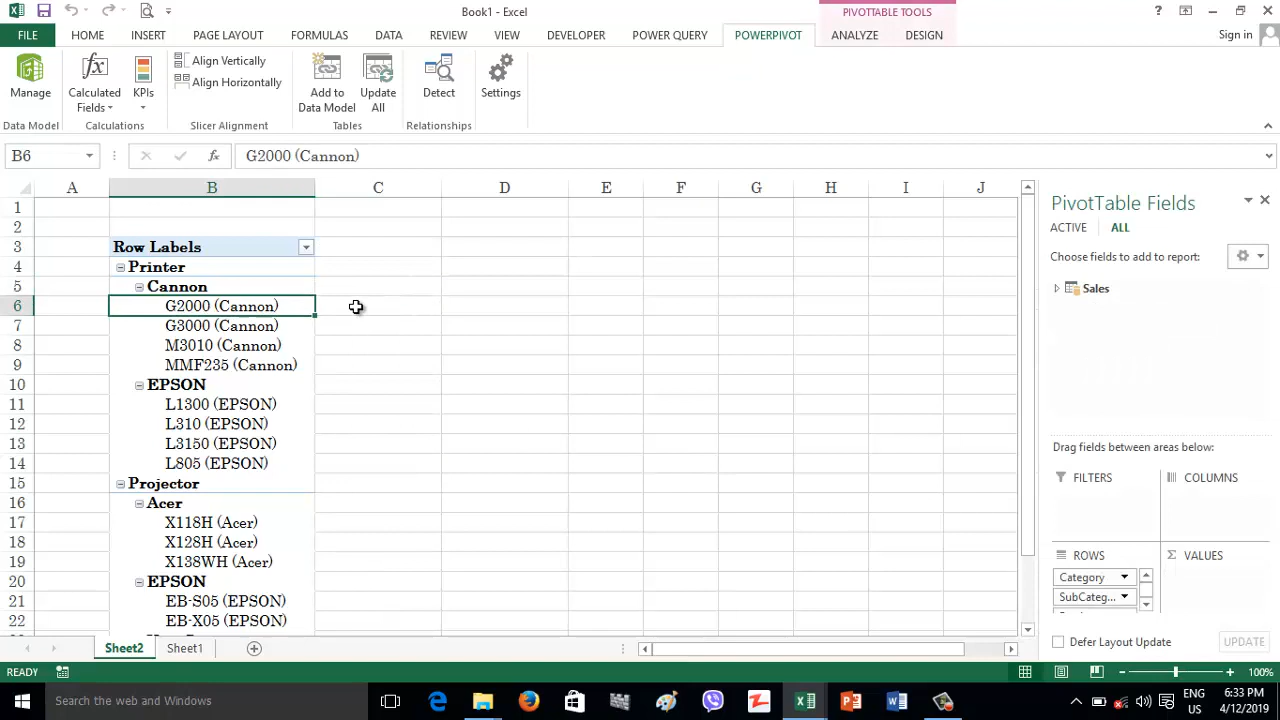 Book1 - Excel
PIVOTTABLE TOOLS
?
FILE HOME INSERT PAGE LAYOUT FORMULAS DATA REVIEW VIEW DEVELOPER POWER QUERY POWERPIVOT ANALYZE DESIGN Sign in
Align Vertically
Align Horizontally
Manage Calculated Fields KPIs Add to Data Model Update All Detect Settings
Data Model Calculations Slicer Alignment Tables Relationships
B6 fx G2000 (Cannon)
A B C D E F G H I J
1
2
3 Row Labels
4 Printer
5 Cannon
6 G2000 (Cannon)
7 G3000 (Cannon)
8 M3010 (Cannon)
9 MMF235 (Cannon)
10 EPSON
11 L1300 (EPSON)
12 L310 (EPSON)
13 L3150 (EPSON)
14 L805 (EPSON)
15 Projector
16 Acer
17 X118H (Acer)
18 X128H (Acer)
19 X138WH (Acer)
20 EPSON
21 EB-S05 (EPSON)
22 EB-X05 (EPSON)
PivotTable Fields
ACTIVE ALL
Choose fields to add to report:
Sales
Drag fields between areas below:
FILTERS COLUMNS
ROWS VALUES
Category
SubCateg...
Defer Layout Update UPDATE
Sheet2 Sheet1
READY 100%
Search the web and Windows
ENG 6:33 PM
US 4/12/2019